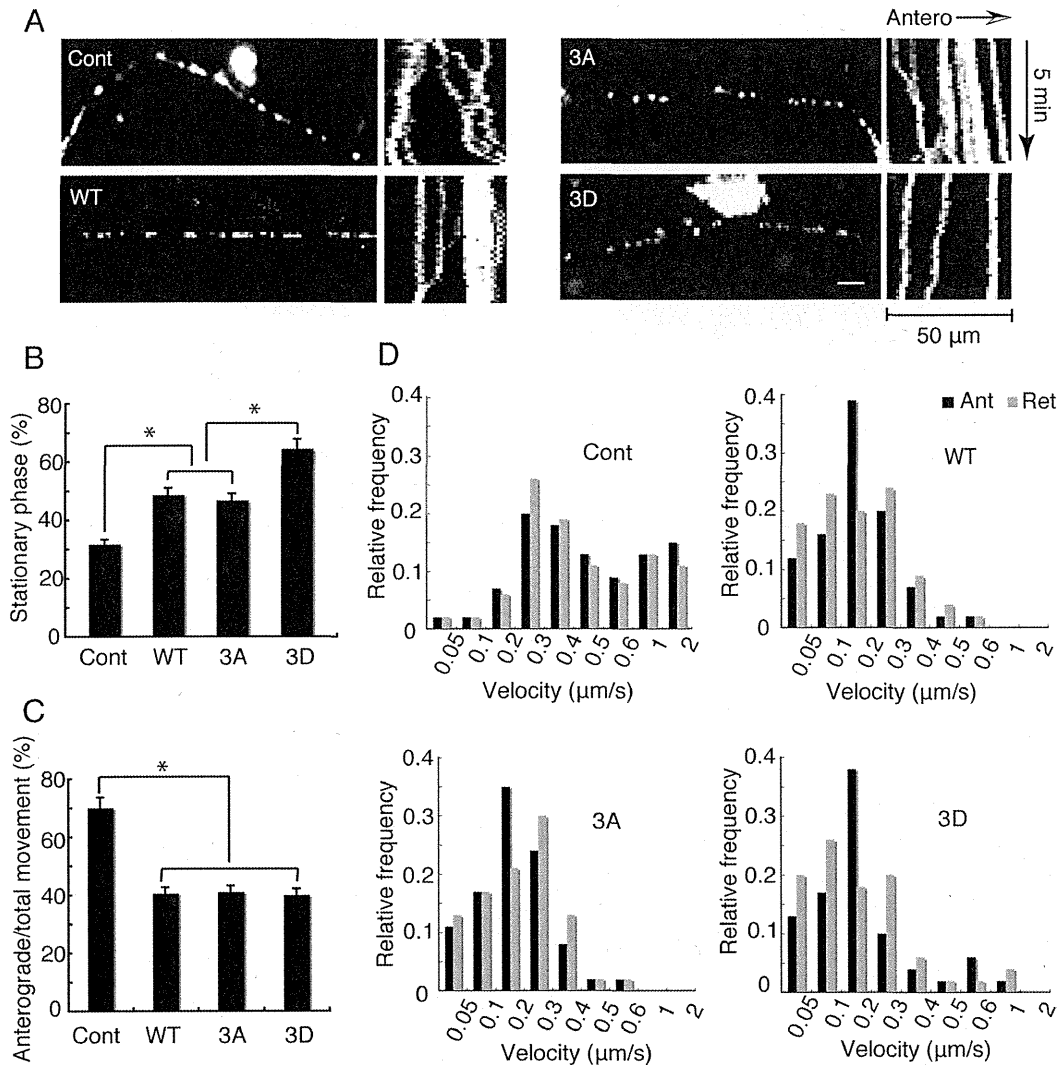 A
Antero
Cont
3A
5 min
WT
3D
50 μm
B
Stationary phase (%)
80
60
40
20
0
*
*
Cont WT 3A 3D
C
Anterograde/total movement (%)
80
60
40
20
0
*
Cont WT 3A 3D
D
Relative frequency
0.4
0.3
0.2
0.1
0
Cont
0.05 0.1 0.2 0.3 0.4 0.5 0.6 1 2
Velocity (μm/s)
Relative frequency
0.4
0.3
0.2
0.1
0
Ant Ret
WT
0.05 0.1 0.2 0.3 0.4 0.5 0.6 1 2
Velocity (μm/s)
Relative frequency
0.4
0.3
0.2
0.1
0
3A
0.05 0.1 0.2 0.3 0.4 0.5 0.6 1 2
Velocity (μm/s)
Relative frequency
0.4
0.3
0.2
0.1
0
3D
0.05 0.1 0.2 0.3 0.4 0.5 0.6 1 2
Velocity (μm/s)